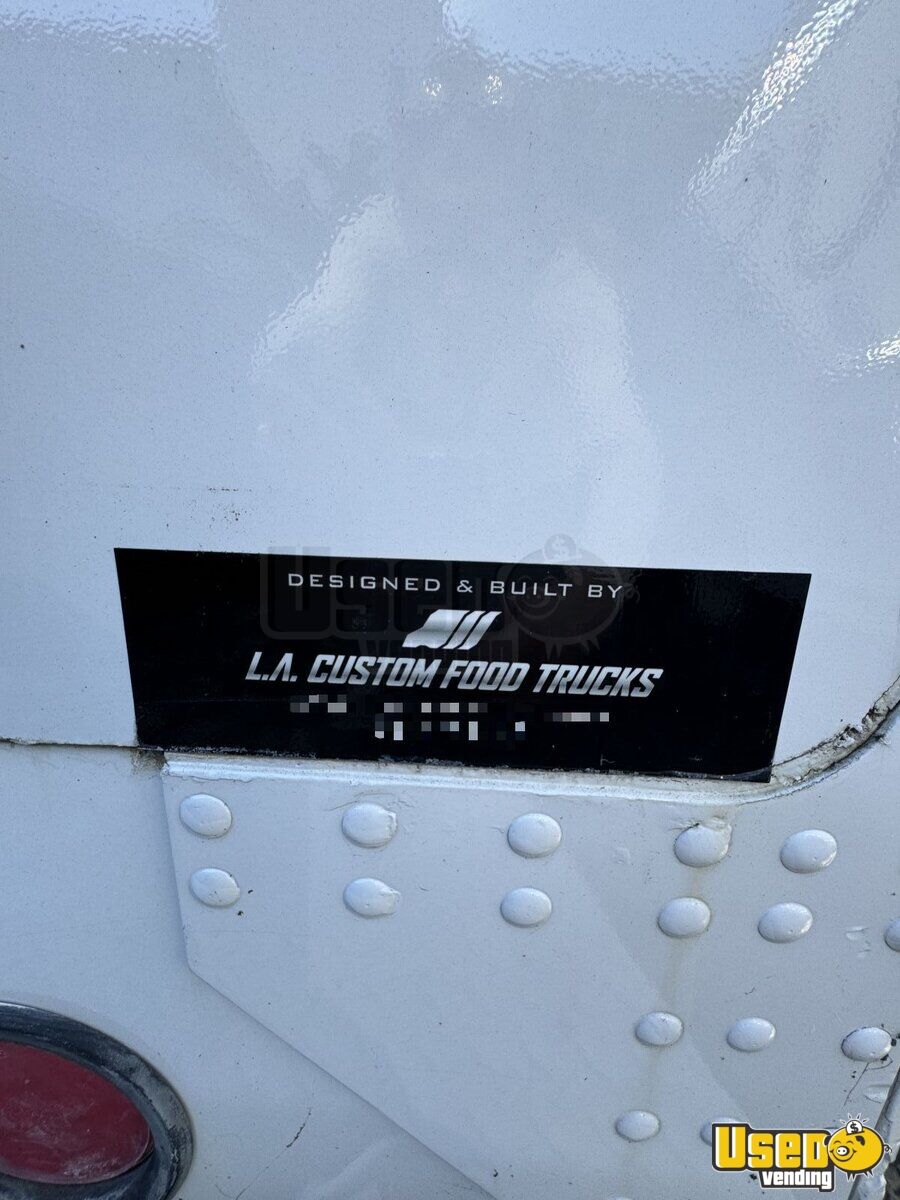 DESIGNED & BUILT BY
L.A. CUSTOM FOOD TRUCKS
USED
vending